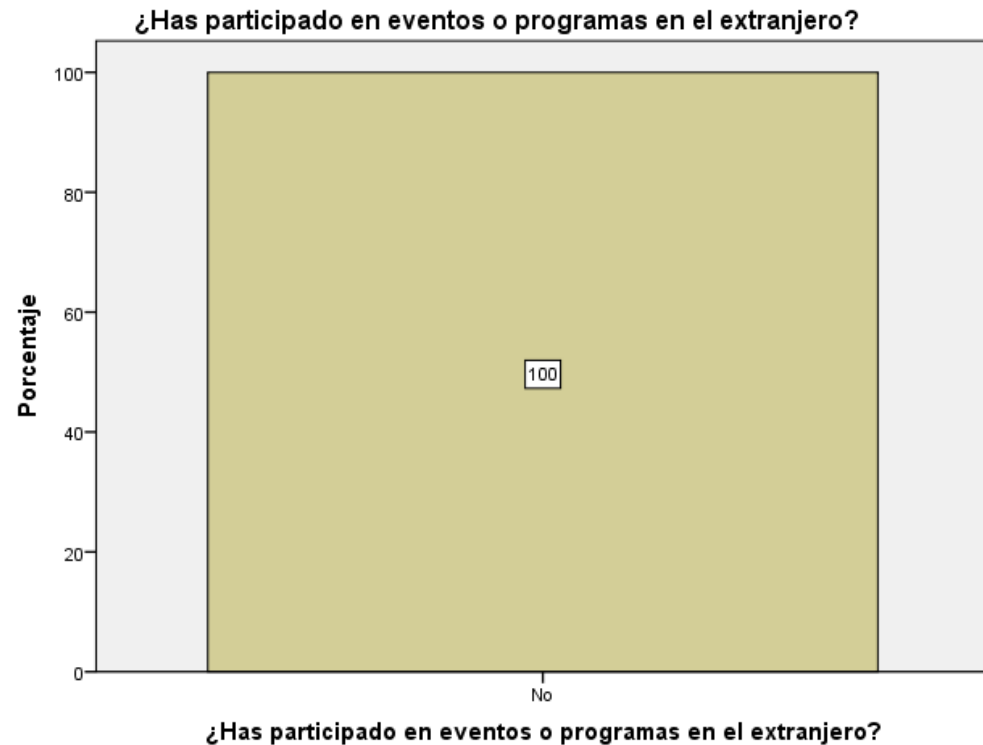 ¿Has participado en eventos o programas en el extranjero?
Porcentaje
100
80
60
40
20
0
100
No
¿Has participado en eventos o programas en el extranjero?